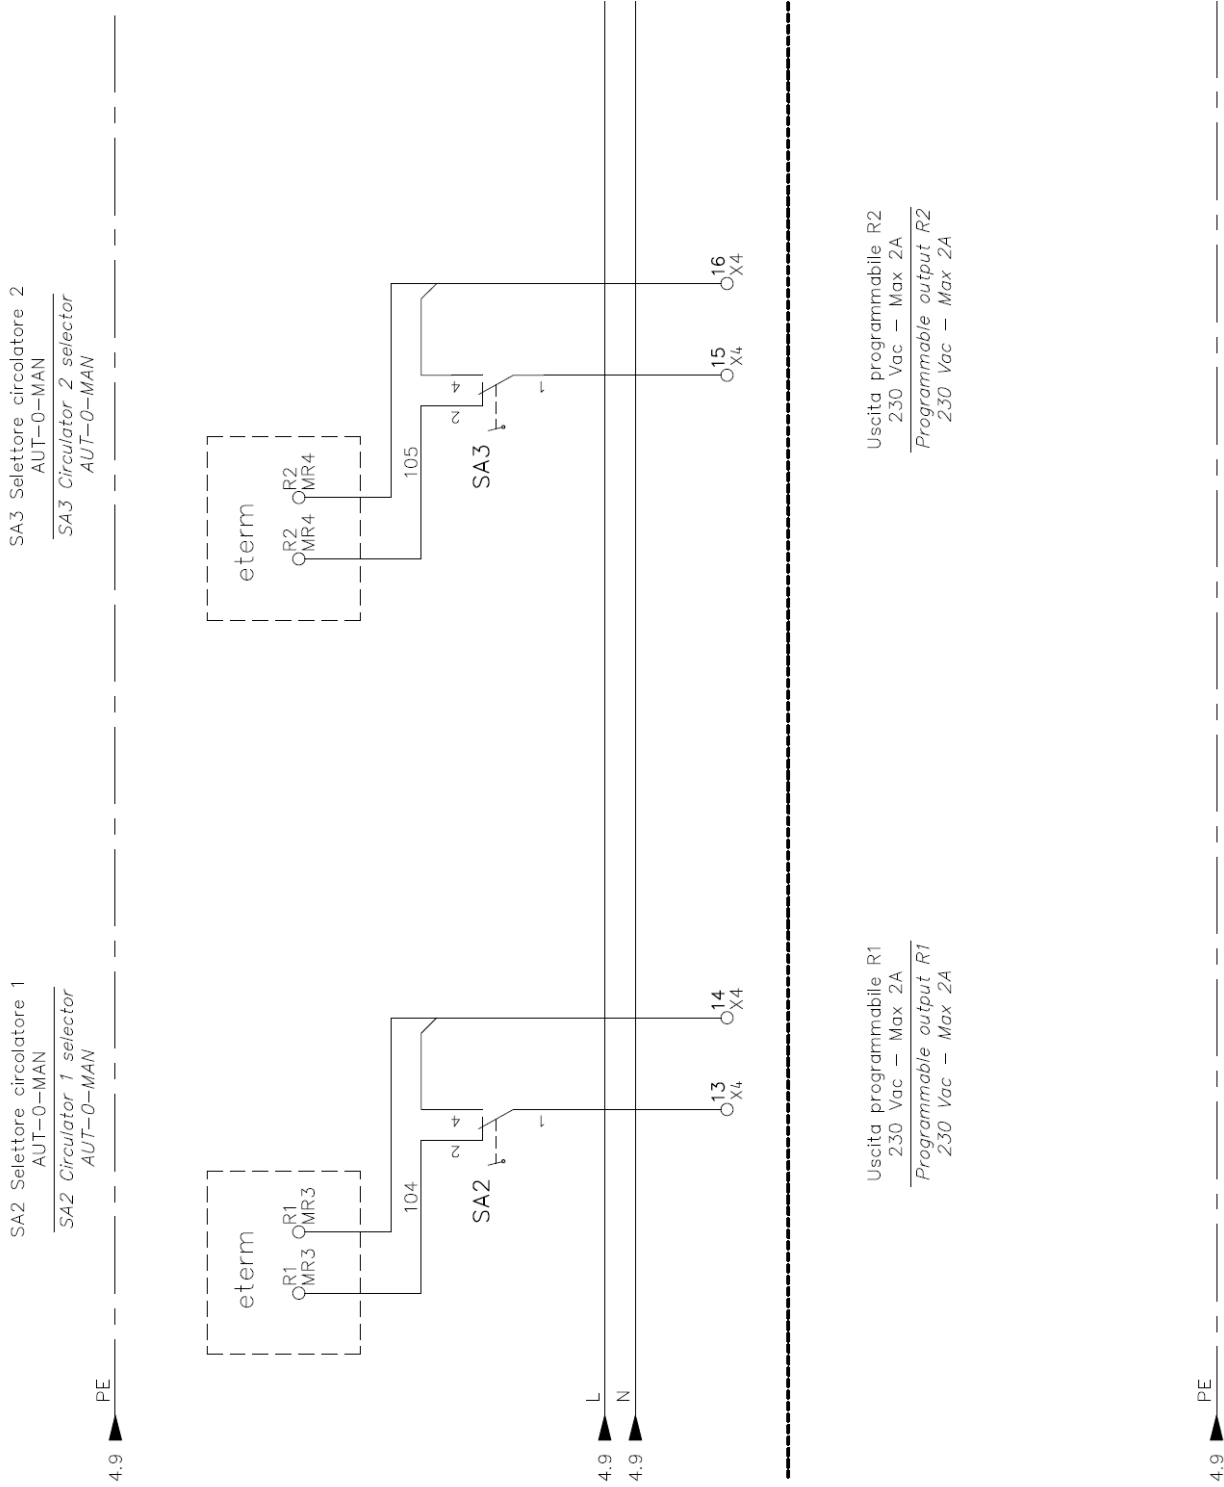 SA2 Selettore circolatore 1
AUT-0-MAN
SA2 Circulator 1 selector
AUT-0-MAN
SA3 Selettore circolatore 2
AUT-0-MAN
SA3 Circulator 2 selector
AUT-0-MAN
4.9
PE
eterm
R1
MR3
R1
MR3
104
SA2
2
4
1
13
X4
14
X4
eterm
R2
MR4
R2
MR4
105
SA3
2
4
1
15
X4
16
X4
4.9
L
4.9
N
Uscita programmabile R1
230 Vac - Max 2A
Programmable output R1
230 Vac - Max 2A
Uscita programmabile R2
230 Vac - Max 2A
Programmable output R2
230 Vac - Max 2A
4.9
PE